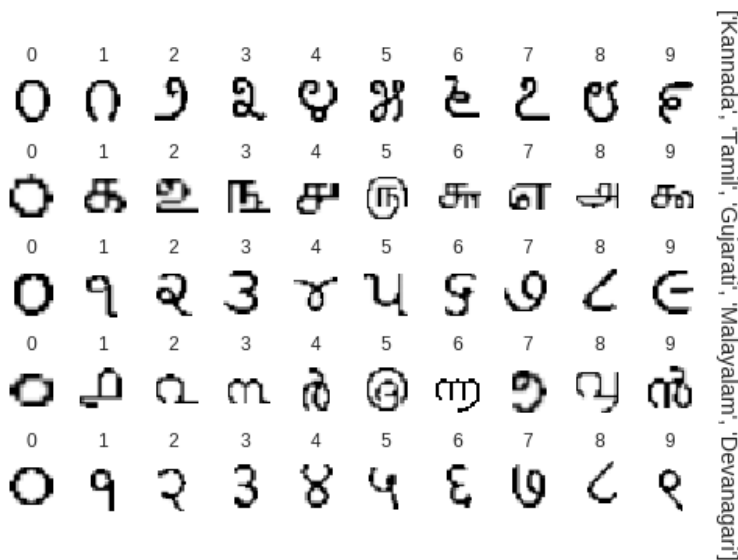 0 1 2 3 4 5 6 7 8 9
೦ ೧ ೨ ೩ ೪ ೫ ೬ ೭ ೮ ೯
0 1 2 3 4 5 6 7 8 9
௦ ௧ ௨ ௩ ௪ ௫ ௬ ௭ ௮ ௯
0 1 2 3 4 5 6 7 8 9
૦ ૧ ૨ ૩ ૪ ૫ ૬ ૭ ૮ ૯
0 1 2 3 4 5 6 7 8 9
൦ ൧ ൨ ൩ ൪ ൫ ൬ ൭ ൮ ൯
0 1 2 3 4 5 6 7 8 9
० १ २ ३ ४ ५ ६ ७ ८ ९
['Kannada', 'Tamil', 'Gujarati', 'Malayalam', 'Devanagari']